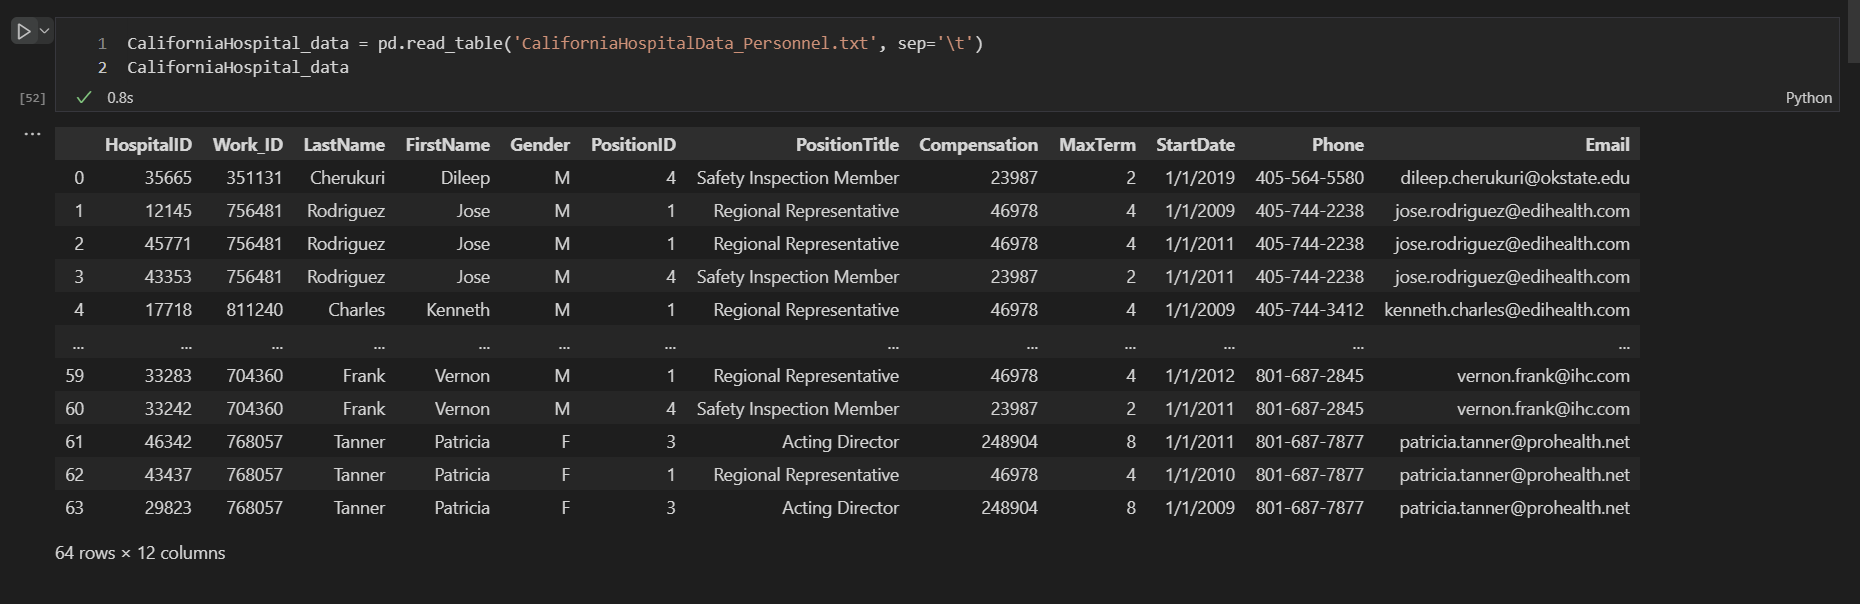 1 CaliforniaHospital_data = pd.read_table('CaliforniaHospitalData_Personnel.txt', sep='\t')
2 CaliforniaHospital_data
[52] 0.8s Python
...
HospitalID Work_ID LastName FirstName Gender PositionID PositionTitle Compensation MaxTerm StartDate Phone Email
0 35665 351131 Cherukuri Dileep M 4 Safety Inspection Member 23987 2 1/1/2019 405-564-5580 dileep.cherukuri@okstate.edu
1 12145 756481 Rodriguez Jose M 1 Regional Representative 46978 4 1/1/2009 405-744-2238 jose.rodriguez@edihealth.com
2 45771 756481 Rodriguez Jose M 1 Regional Representative 46978 4 1/1/2011 405-744-2238 jose.rodriguez@edihealth.com
3 43353 756481 Rodriguez Jose M 4 Safety Inspection Member 23987 2 1/1/2011 405-744-2238 jose.rodriguez@edihealth.com
4 17718 811240 Charles Kenneth M 1 Regional Representative 46978 4 1/1/2009 405-744-3412 kenneth.charles@edihealth.com
... ... ... ... ... ... ... ... ... ... ... ... ...
59 33283 704360 Frank Vernon M 1 Regional Representative 46978 4 1/1/2012 801-687-2845 vernon.frank@ihc.com
60 33242 704360 Frank Vernon M 4 Safety Inspection Member 23987 2 1/1/2011 801-687-2845 vernon.frank@ihc.com
61 46342 768057 Tanner Patricia F 3 Acting Director 248904 8 1/1/2011 801-687-7877 patricia.tanner@prohealth.net
62 43437 768057 Tanner Patricia F 1 Regional Representative 46978 4 1/1/2010 801-687-7877 patricia.tanner@prohealth.net
63 29823 768057 Tanner Patricia F 3 Acting Director 248904 8 1/1/2009 801-687-7877 patricia.tanner@prohealth.net
64 rows × 12 columns